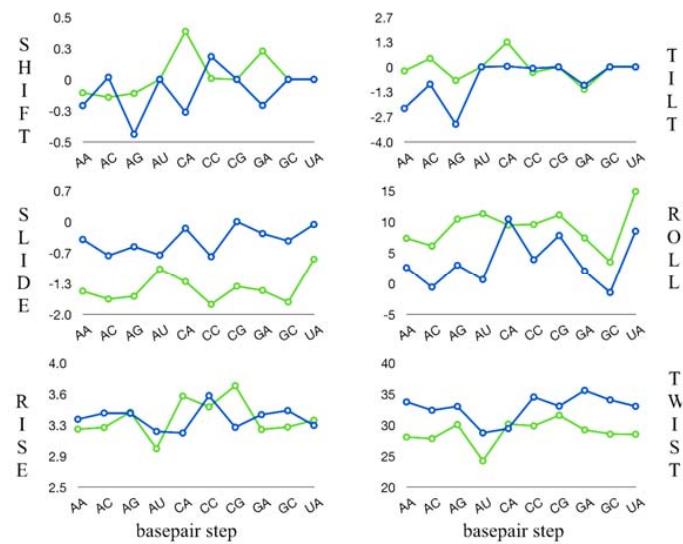 SHIFT
0.5
0.3
0
-0.3
-0.5
AA AC AG AU CA CC CG GA GC UA
2.7
1.3
0
-1.3
-2.7
-4.0
AA AC AG AU CA CC CG GA GC UA
TILT
SLIDE
0.7
0
-0.7
-1.3
-2.0
AA AC AG AU CA CC CG GA GC UA
15
10
5
0
-5
AA AC AG AU CA CC CG GA GC UA
ROLL
RISE
4.0
3.6
3.3
2.9
2.5
AA AC AG AU CA CC CG GA GC UA
basepair step
40
35
30
25
20
AA AC AG AU CA CC CG GA GC UA
basepair step
TWIST